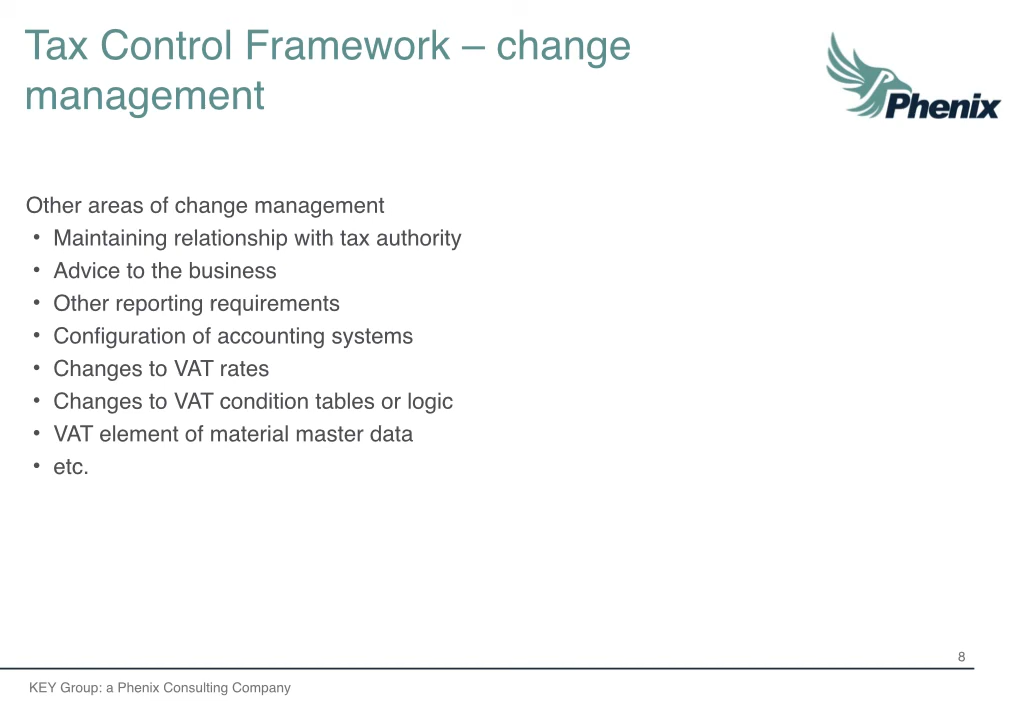 Tax Control Framework – change
management
Phenix
Other areas of change management
• Maintaining relationship with tax authority
• Advice to the business
• Other reporting requirements
• Configuration of accounting systems
• Changes to VAT rates
• Changes to VAT condition tables or logic
• VAT element of material master data
• etc.
8
KEY Group: a Phenix Consulting Company